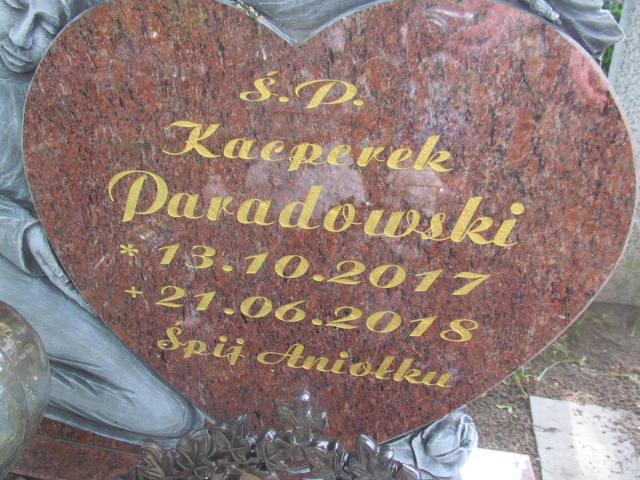 Ś.P.
Kacperek
Paradowski
* 13.10.2017
+ 21.06.2018
Śpij Aniołku